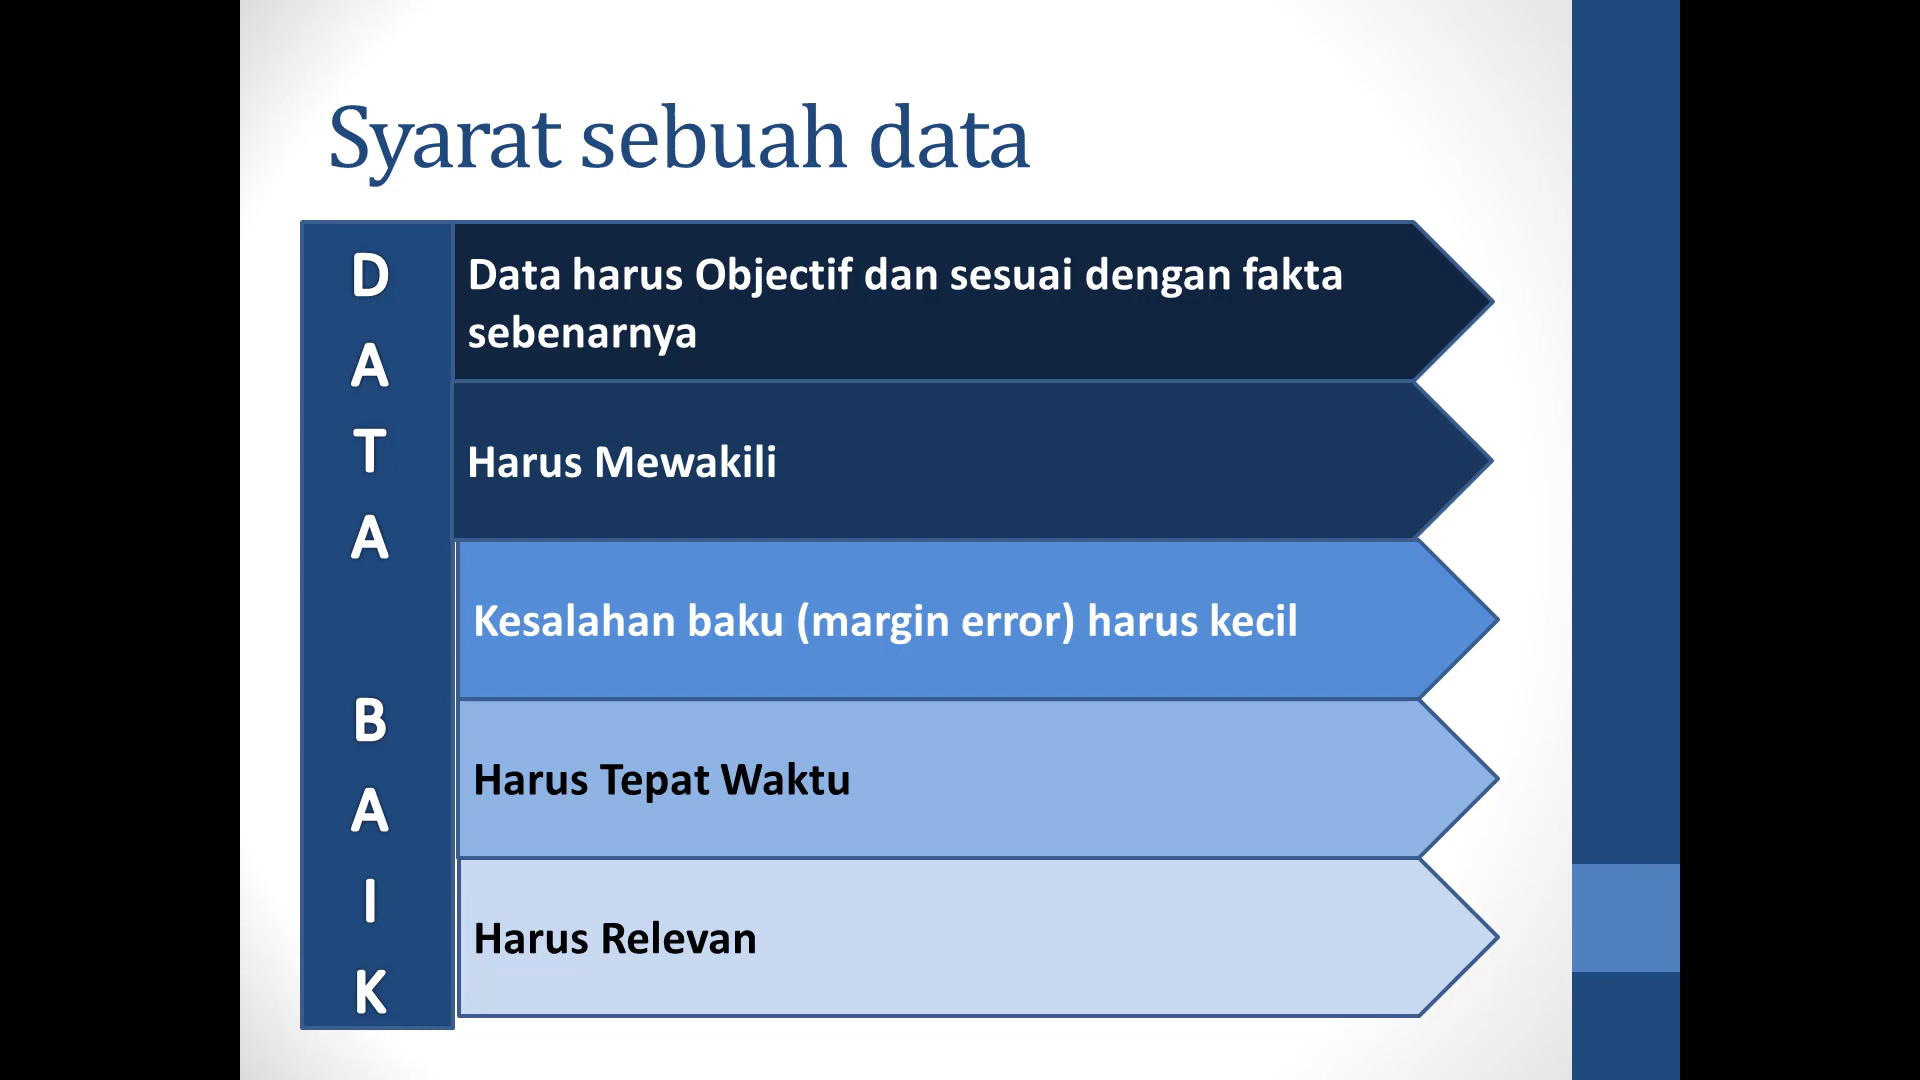 Syarat sebuah data
D
A
T
A
B
A
I
K
Data harus Objectif dan sesuai dengan fakta
sebenarnya
Harus Mewakili
Kesalahan baku (margin error) harus kecil
Harus Tepat Waktu
Harus Relevan